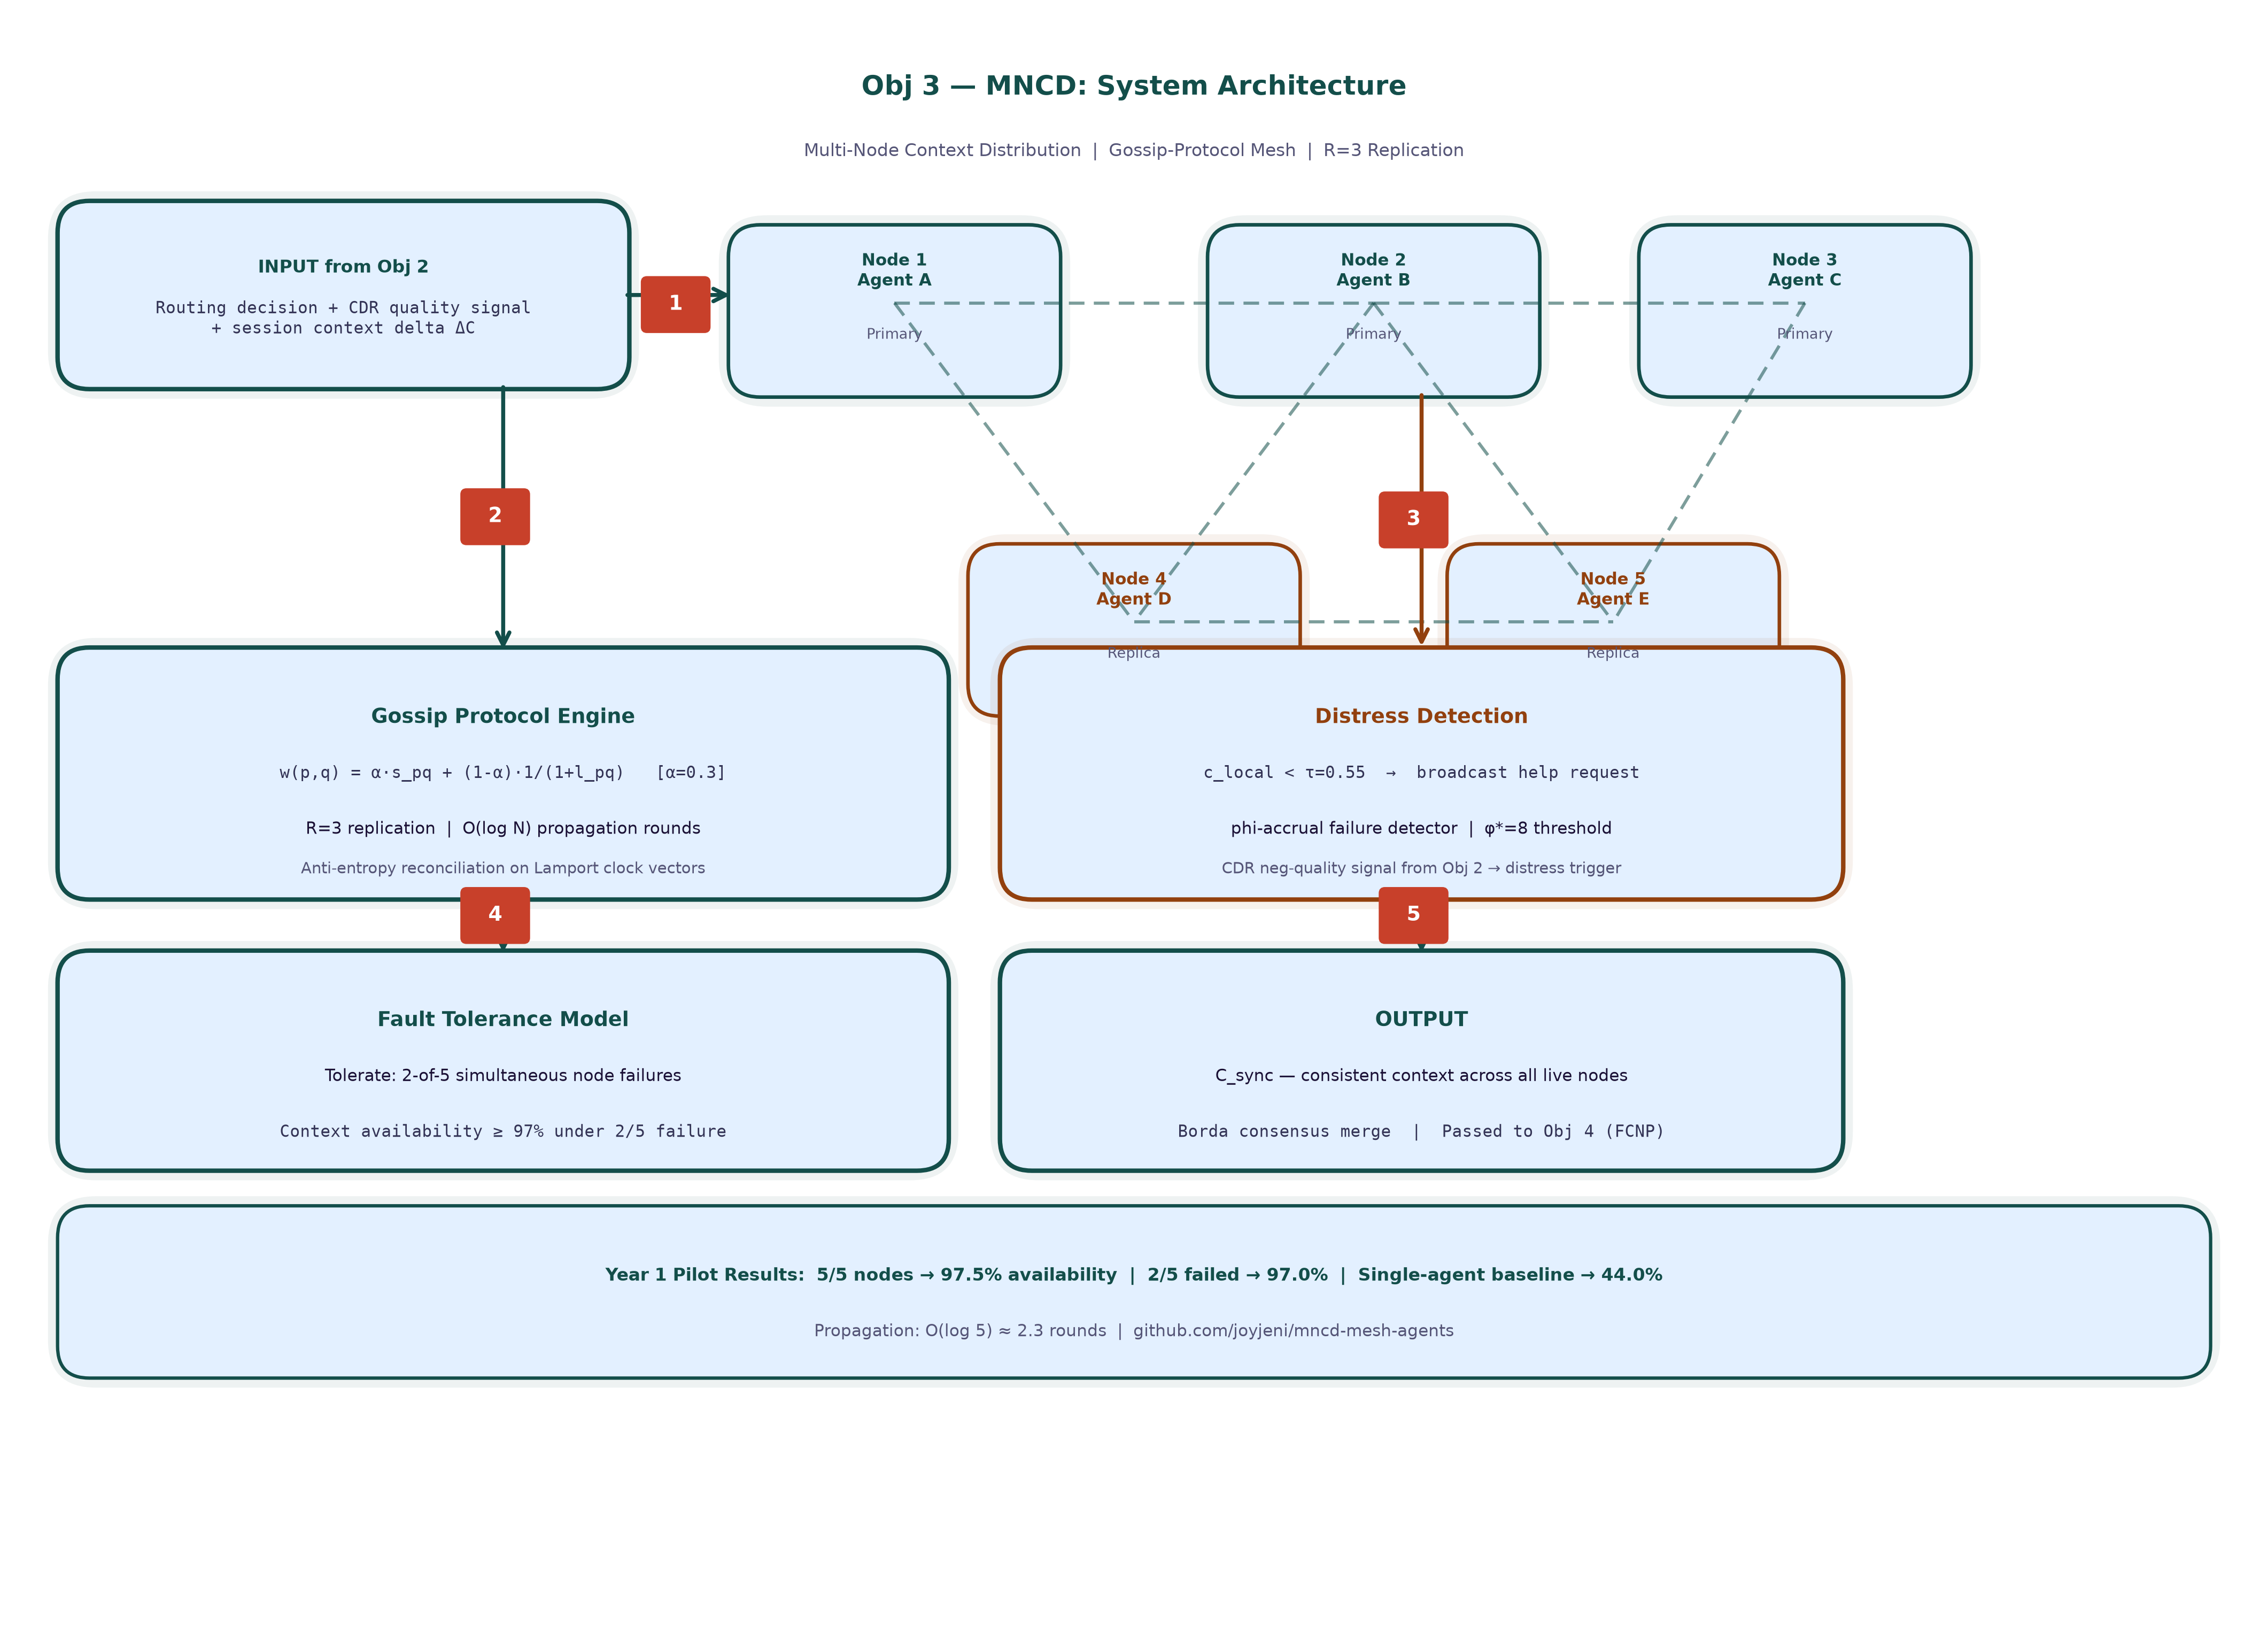 Obj 3 — MNCD: System Architecture
Multi-Node Context Distribution | Gossip-Protocol Mesh | R=3 Replication
INPUT from Obj 2
Routing decision + CDR quality signal
+ session context delta ΔC
1
Node 1
Agent A
Primary
Node 2
Agent B
Primary
Node 3
Agent C
Primary
2
3
Node 4
Agent D
Replica
Node 5
Agent E
Replica
Gossip Protocol Engine
w(p,q) = α·s_pq + (1-α)·1/(1+l_pq) [α=0.3]
R=3 replication | O(log N) propagation rounds
Anti-entropy reconciliation on Lamport clock vectors
Distress Detection
c_local < τ=0.55 → broadcast help request
phi-accrual failure detector | φ*=8 threshold
CDR neg-quality signal from Obj 2 → distress trigger
4
5
Fault Tolerance Model
Tolerate: 2-of-5 simultaneous node failures
Context availability ≥ 97% under 2/5 failure
OUTPUT
C_sync — consistent context across all live nodes
Borda consensus merge | Passed to Obj 4 (FCNP)
Year 1 Pilot Results: 5/5 nodes → 97.5% availability | 2/5 failed → 97.0% | Single-agent baseline → 44.0%
Propagation: O(log 5) ≈ 2.3 rounds | github.com/joyjeni/mncd-mesh-agents